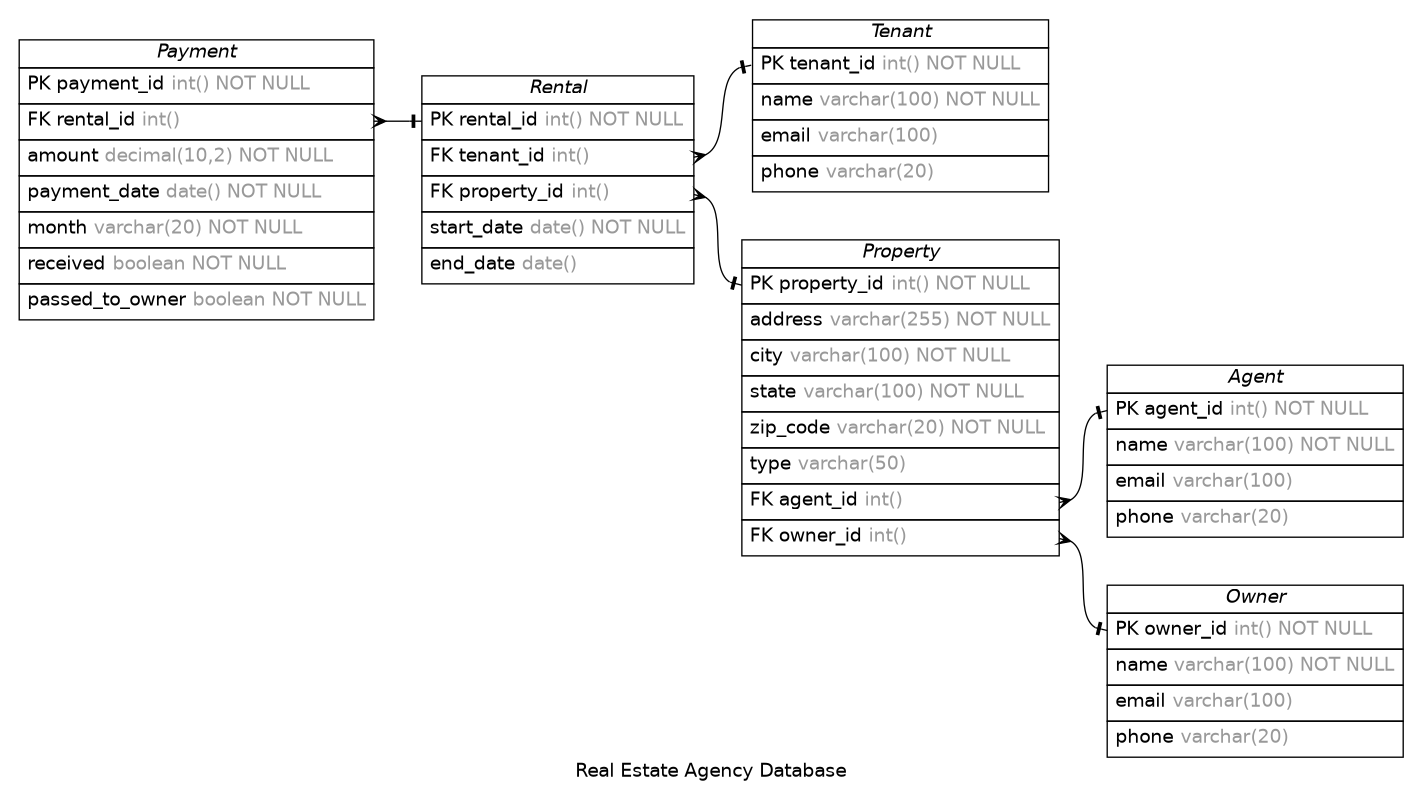 Payment
PK payment_id int() NOT NULL
FK rental_id int()
amount decimal(10,2) NOT NULL
payment_date date() NOT NULL
month varchar(20) NOT NULL
received boolean NOT NULL
passed_to_owner boolean NOT NULL
Rental
PK rental_id int() NOT NULL
FK tenant_id int()
FK property_id int()
start_date date() NOT NULL
end_date date()
Tenant
PK tenant_id int() NOT NULL
name varchar(100) NOT NULL
email varchar(100)
phone varchar(20)
Property
PK property_id int() NOT NULL
address varchar(255) NOT NULL
city varchar(100) NOT NULL
state varchar(100) NOT NULL
zip_code varchar(20) NOT NULL
type varchar(50)
FK agent_id int()
FK owner_id int()
Agent
PK agent_id int() NOT NULL
name varchar(100) NOT NULL
email varchar(100)
phone varchar(20)
Owner
PK owner_id int() NOT NULL
name varchar(100) NOT NULL
email varchar(100)
phone varchar(20)
Real Estate Agency Database